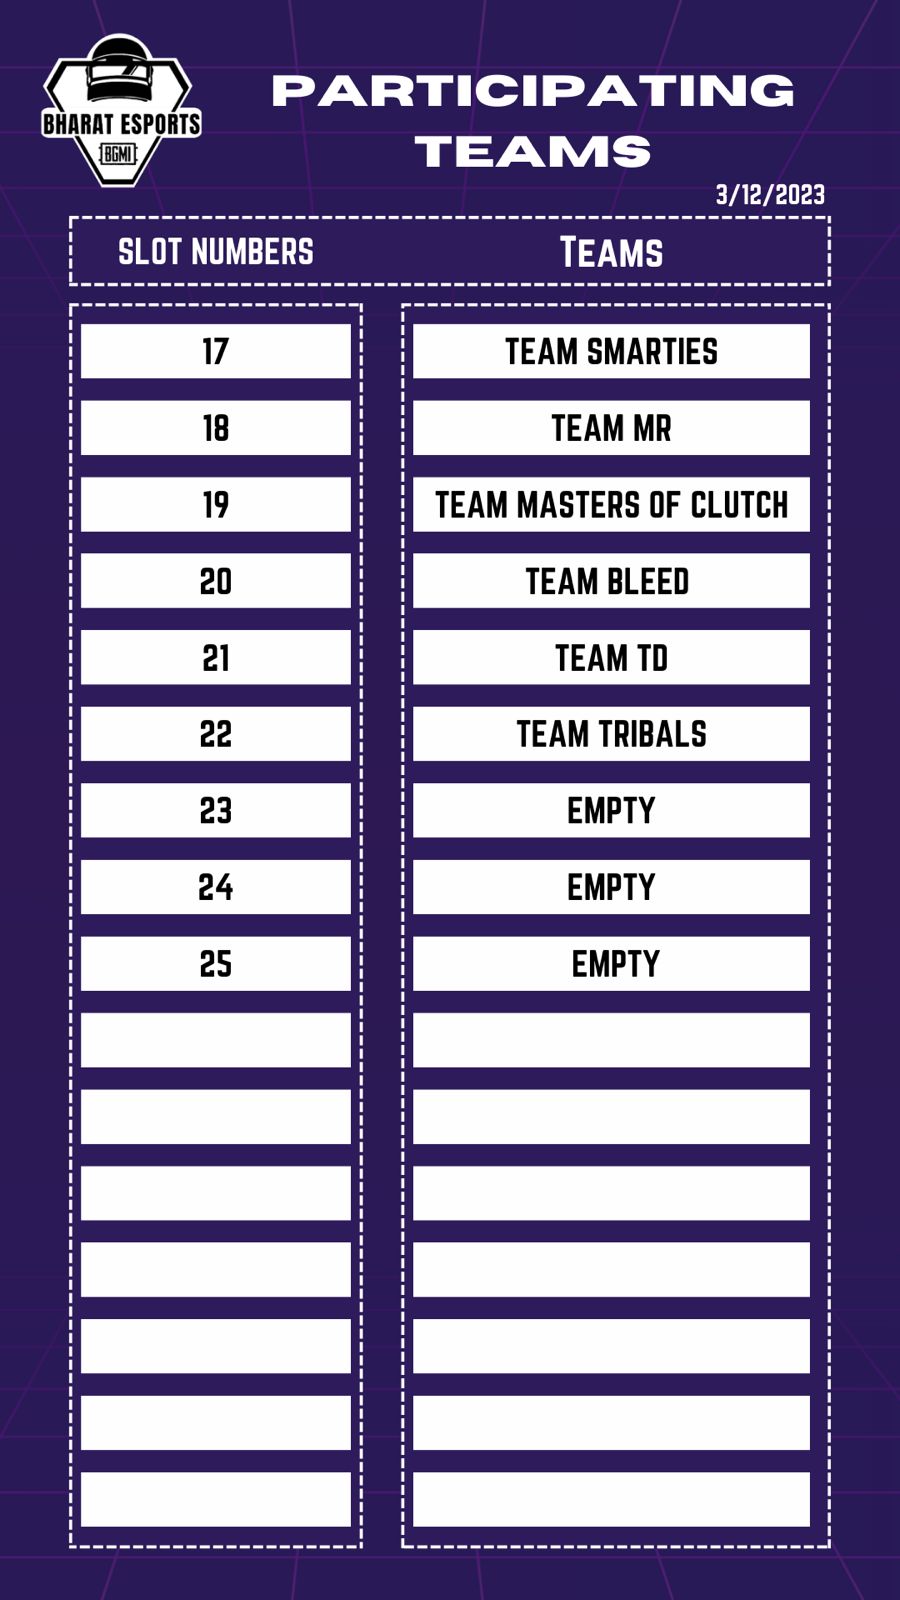 BHARAT ESPORTS
BGMI
PARTICIPATING
TEAMS
3/12/2023
SLOT NUMBERS TEAMS
17 TEAM SMARTIES
18 TEAM MR
19 TEAM MASTERS OF CLUTCH
20 TEAM BLEED
21 TEAM TD
22 TEAM TRIBALS
23 EMPTY
24 EMPTY
25 EMPTY